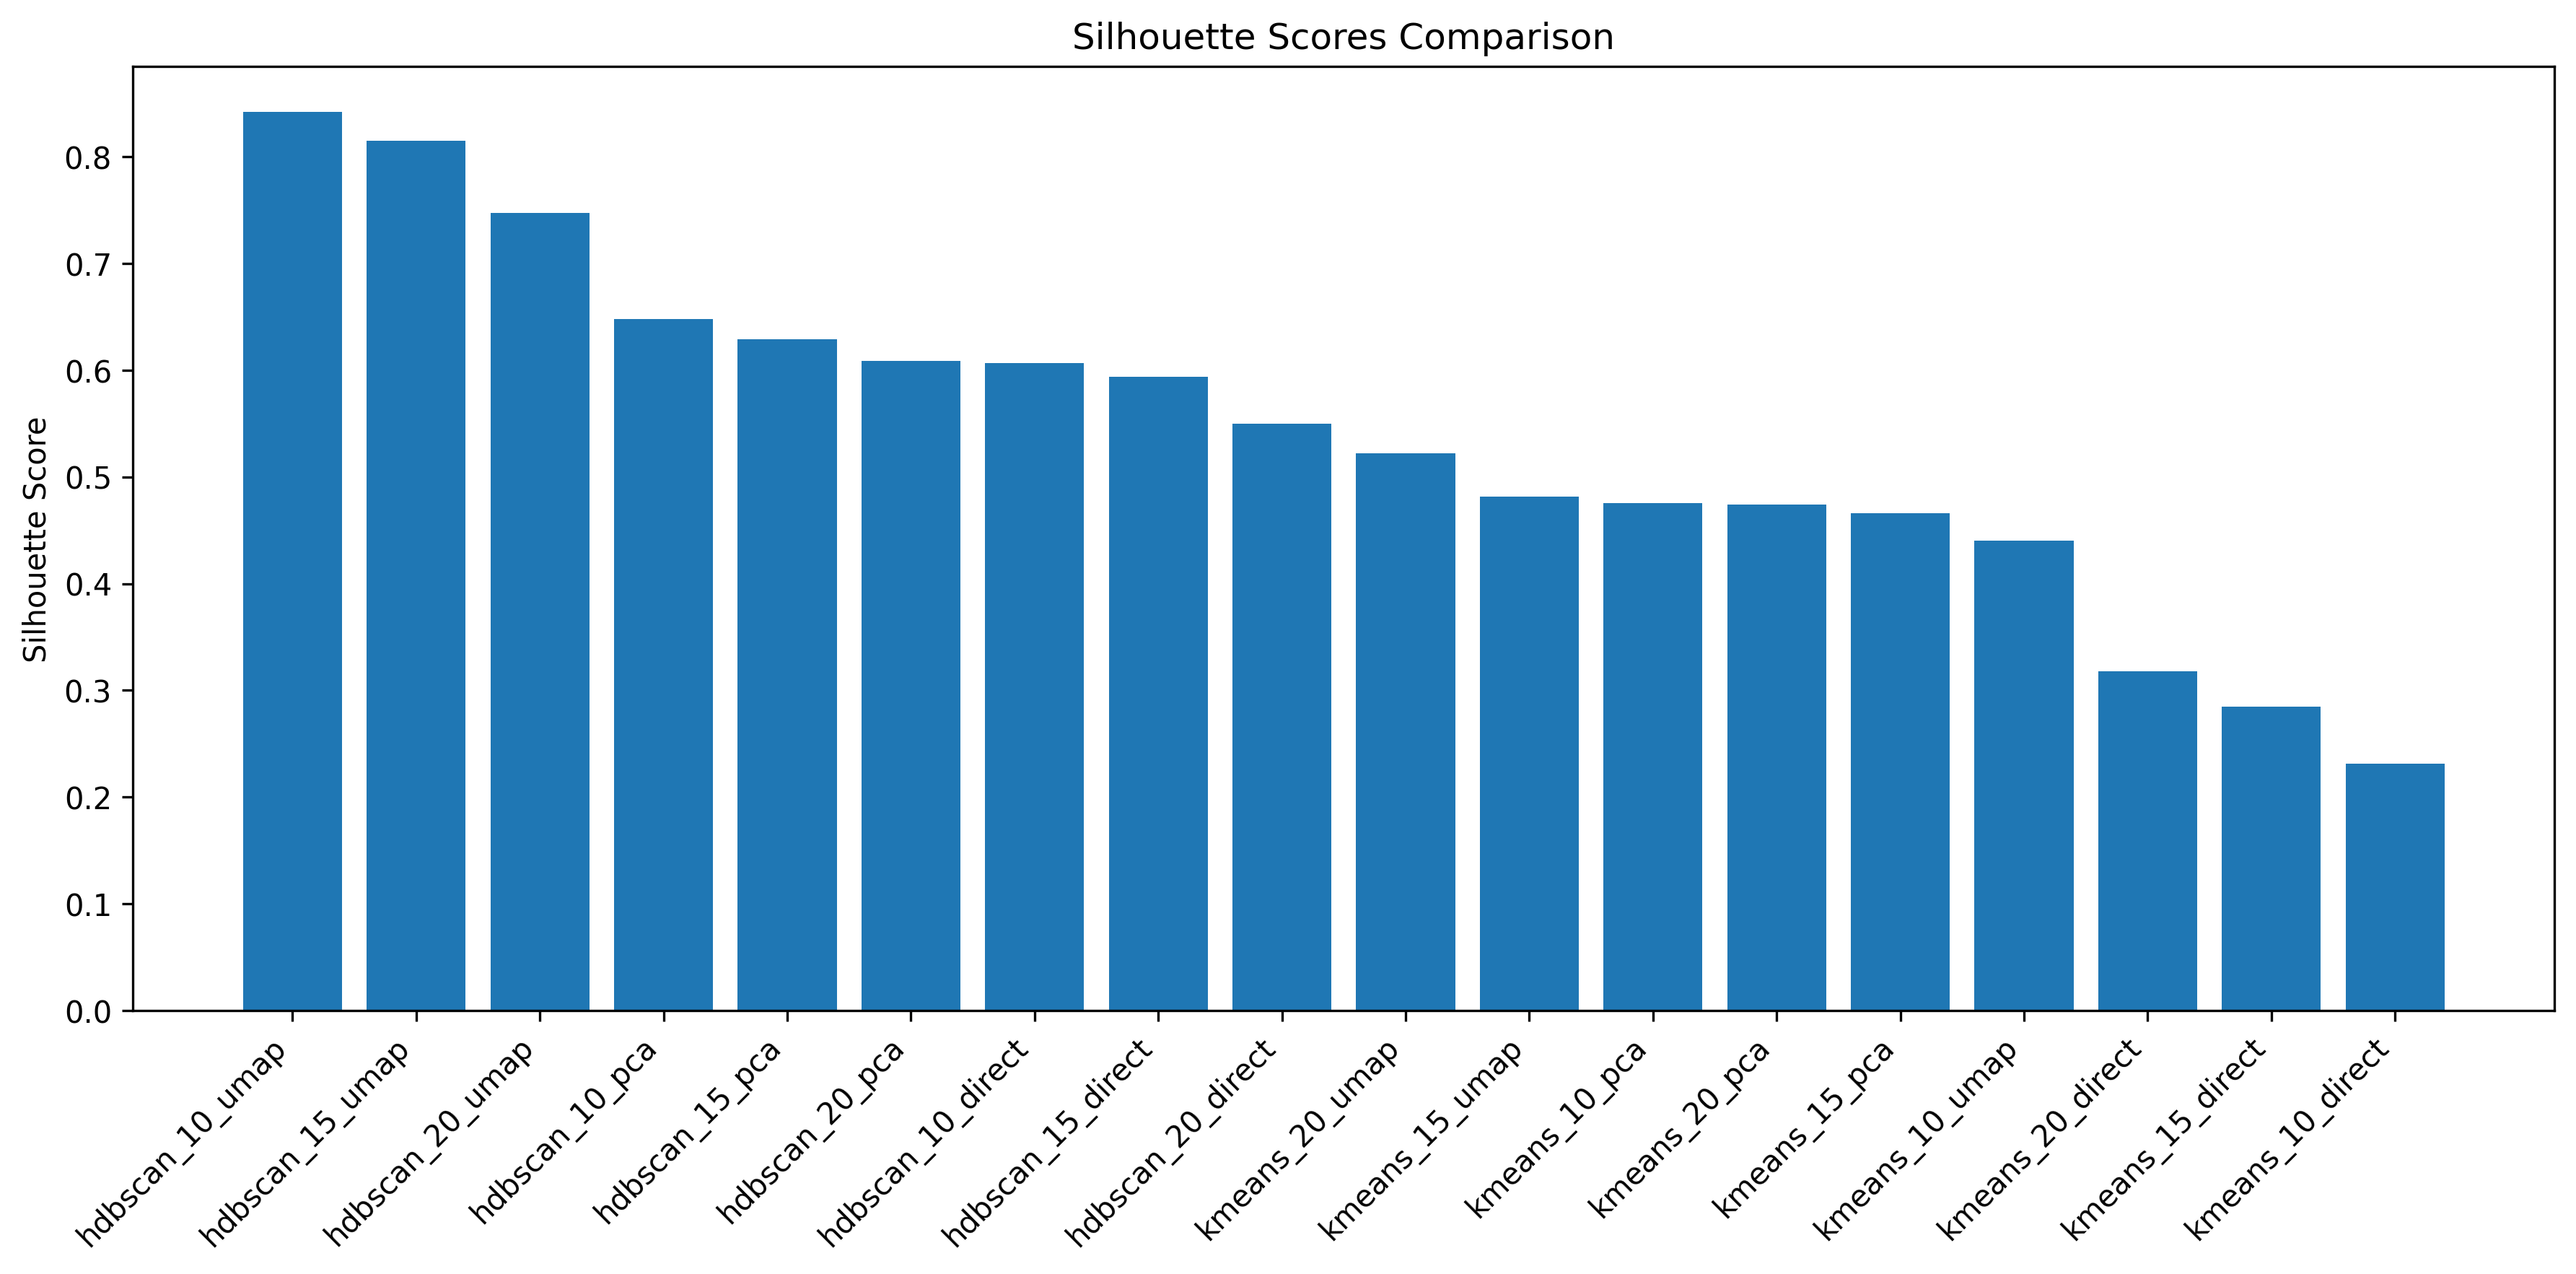 Silhouette Scores Comparison
Silhouette Score
0.8
0.7
0.6
0.5
0.4
0.3
0.2
0.1
0.0
hdbscan_10_umap
hdbscan_15_umap
hdbscan_20_umap
hdbscan_10_pca
hdbscan_15_pca
hdbscan_20_pca
hdbscan_10_direct
hdbscan_15_direct
hdbscan_20_direct
kmeans_20_umap
kmeans_15_umap
kmeans_10_pca
kmeans_20_pca
kmeans_15_pca
kmeans_10_umap
kmeans_20_direct
kmeans_15_direct
kmeans_10_direct